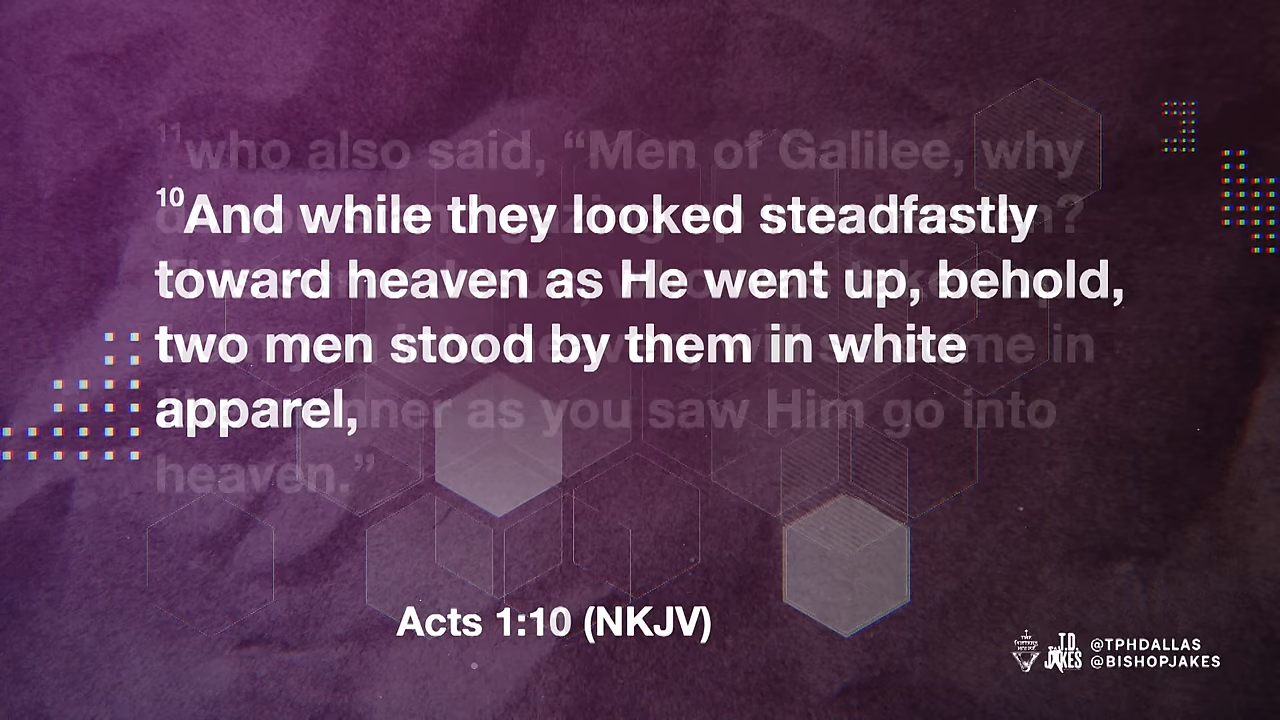 ¹¹who also said, “Men of Galilee, why
¹⁰And while they looked steadfastly
toward heaven as He went up, behold,
two men stood by them in white
apparel,
me in
nner as you saw Him go into
heaven.”
Acts 1:10 (NKJV)
T.D.
JAKES
@TPHDALLAS
@BISHOPJAKES